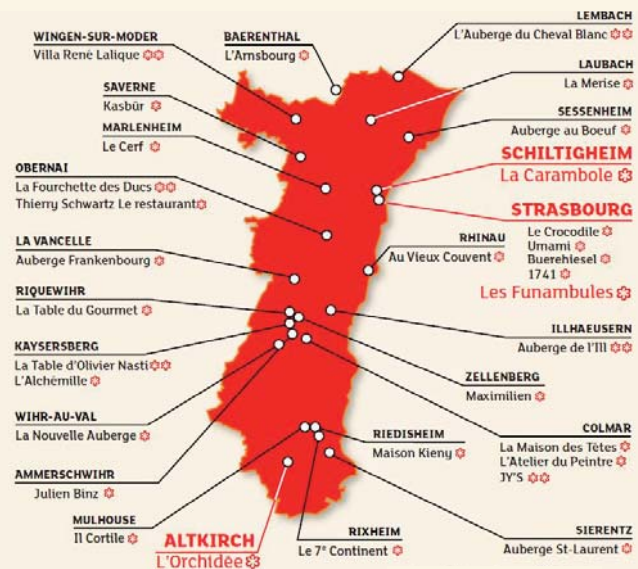 WINGEN-SUR-MODER
Villa René Lalique
BAERENTHAL
L'Arnsbourg
LEMBACH
L'Auberge du Cheval Blanc
LAUBACH
La Merise
SAVERNE
Kasbür
SESSENHEIM
Auberge au Boeuf
MARLENHEIM
Le Cerf
SCHILTIGHEIM
La Carambole
OBERNAI
La Fourchette des Ducs
Thierry Schwartz Le restaurant
STRASBOURG
Le Crocodile
Umami
Buerehiesel
1741
Les Funambules
LA VANCELLE
Auberge Frankenbourg
RHINAU
Au Vieux Couvent
RIQUEWIHR
La Table du Gourmet
ILLHAEUSERN
Auberge de l'Ill
KAYSERSBERG
La Table d'Olivier Nasti
L'Alchémille
ZELLENBERG
Maximilien
WIHR-AU-VAL
La Nouvelle Auberge
RIEDISHEIM
Maison Kieny
COLMAR
La Maison des Têtes
L'Atelier du Peintre
JY'S
AMMERSCHWIHR
Julien Binz
MULHOUSE
Il Cortile
ALTKIRCH
L'Orchidée
RIXHEIM
Le 7e Continent
SIERENTZ
Auberge St-Laurent